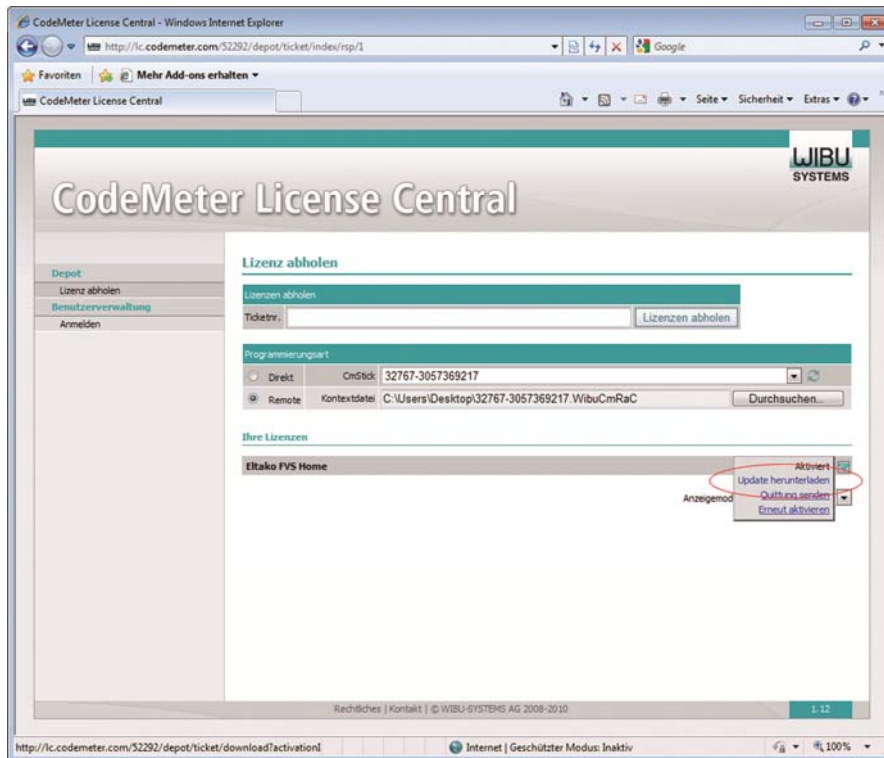 CodeMeter License Central - Windows Internet Explorer
http://lc.codemeter.com/52292/depot/ticket/index/rsp/1
Google
Favoriten Mehr Add-ons erhalten
CodeMeter License Central
Seite Sicherheit Extras
WIBU
SYSTEMS
CodeMeter License Central
Lizenz abholen
Depot
Lizenz abholen
Benutzerverwaltung
Anmelden
Lizenzen abholen
Ticketnr. Lizenzen abholen
Programmierungsart
Direkt CmStick 32767-3057369217
Remote Kontextdatei C:\Users\Desktop\32767-3057369217.WibuCmRaC Durchsuchen...
Ihre Lizenzen
Eltako FVS Home Aktiviert
Update herunterladen
Anzeigemod Quittung senden
Erneut aktivieren
Rechtliches | Kontakt | © WIBU-SYSTEMS AG 2008-2010 1.12
http://lc.codemeter.com/52292/depot/ticket/download?activationI Internet | Geschützter Modus: Inaktiv 100%